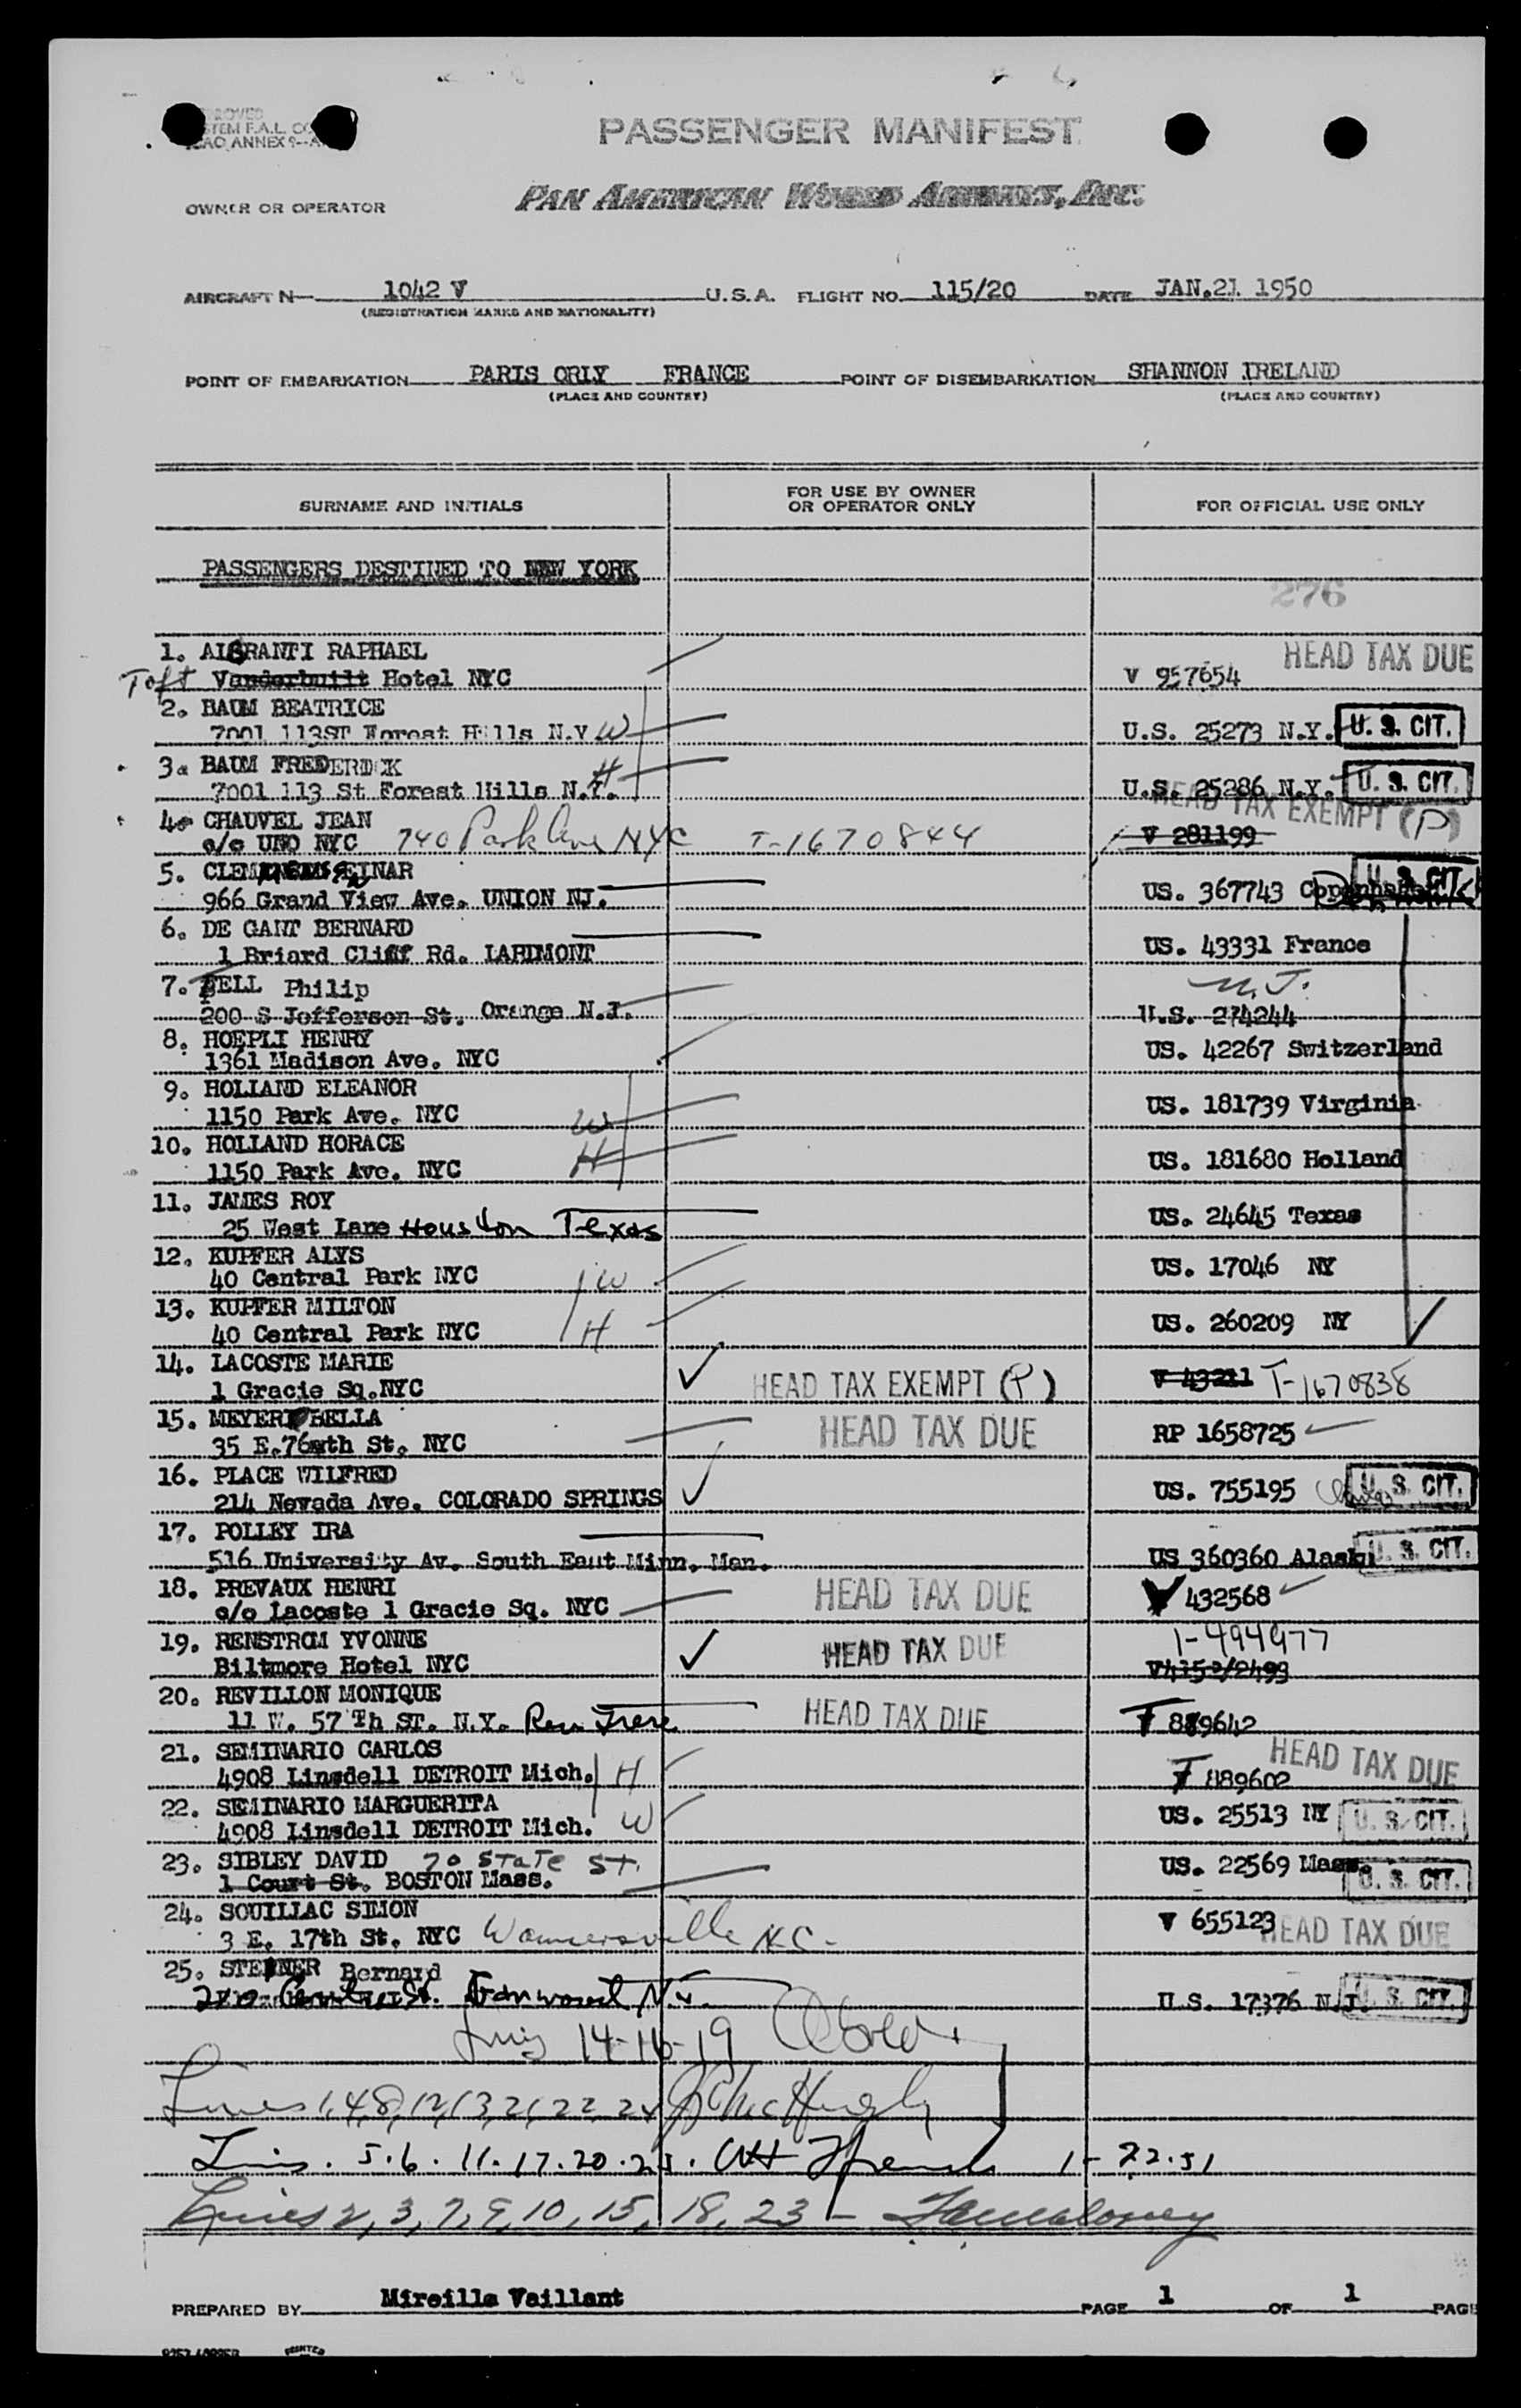 PASSENGER MANIFEST
OWNER OR OPERATOR
PAN AMERICAN WORLD AIRWAYS, INC.
AIRCRAFT N 1042 V U.S.A. FLIGHT NO. 115/20 DATE JAN.21 1950
(REGISTRATION MARKS AND NATIONALITY)
POINT OF EMBARKATION PARIS ORLY FRANCE POINT OF DISEMBARKATION SHANNON IRELAND
(PLACE AND COUNTRY) (PLACE AND COUNTRY)
SURNAME AND INITIALS FOR USE BY OWNER OR OPERATOR ONLY FOR OFFICIAL USE ONLY
PASSENGERS DESTINED TO NEW YORK
276
1. AIGRANTI RAPHAEL HEAD TAX DUE
Taft Vanderbuilt Hotel NYC V 957654
2. BAUM BEATRICE
7001 113ST Forest Hills N.Y. W U.S. 25273 N.Y. U. S. CIT.
3. BAUM FREDERICK
7001 113 St Forest Hills N.Y. H U.S. 25286 N.Y. U. S. CIT.
4. CHAUVEL JEAN HEAD TAX EXEMPT (P)
c/o UNO NYC 740 Park Ave NYC T-1670844 V 281199
5. EINAR U. S. CIT.
966 Grand View Ave. UNION NJ. US. 367743
6. DE GANT BERNARD
1 Briard Cliff Rd. LARIMONT US. 43331 France
7. Philip N.J.
200 S Jefferson St. Orange N.J. U.S. 274244
8. HOEPLI HENRY
1361 Madison Ave. NYC US. 42267 Switzerland
9. HOLLAND ELEANOR
1150 Park Ave. NYC W US. 181739 Virginia
10. HOLLAND HORACE
1150 Park Ave. NYC H US. 181680 Holland
11. JAMES ROY
25 West Lane Houston Texas US. 24645 Texas
12. KUPFER ALYS
40 Central Park NYC W US. 17046 NY
13. KUPFER MILTON
40 Central Park NYC H US. 260209 NY
14. LACOSTE MARIE
1 Gracie Sq.NYC HEAD TAX EXEMPT (P) V 43211 T-1670838
15. MEYER BELLA
35 E.76th St. NYC HEAD TAX DUE RP 1658725
16. PLACE WILFRED
214 Nevada Ave. COLORADO SPRINGS US. 755195 U. S. CIT.
17. POLLEY IRA
516 University Av. South East Minn. Men. US 360360 Alaska U. S. CIT.
18. PREVAUX HENRI
c/o Lacoste 1 Gracie Sq. NYC HEAD TAX DUE V 432568
19. RENSTROM YVONNE 1-494977
Biltmore Hotel NYC HEAD TAX DUE
20. REVILLON MONIQUE
11 W. 57 Th ST. N.Y. HEAD TAX DUE F 889642
21. SEMINARIO CARLOS HEAD TAX DUE
4908 Linsdell DETROIT Mich. H F 889602
22. SEMINARIO MARGUERITA
4908 Linsdell DETROIT Mich. W US. 25513 NY U. S. CIT.
23. SIBLEY DAVID 70 STATE ST.
1 Court St. BOSTON Mass. US. 22569 Mass. U. S. CIT.
24. SOUILLAC SIMON
3 E. 17th St. NYC V 655123 HEAD TAX DUE
25. STEINER Bernard
U.S. 17376 N.J. U. S. CIT.
14-16-19
Lines 1,4,8,12,13,21,22,24
5.6.11.17.20.25. 1-22-51
Lines 2,3,7,9,10,15,18,23 -
PREPARED BY Mireille Vaillant PAGE 1 OF 1 PAGE